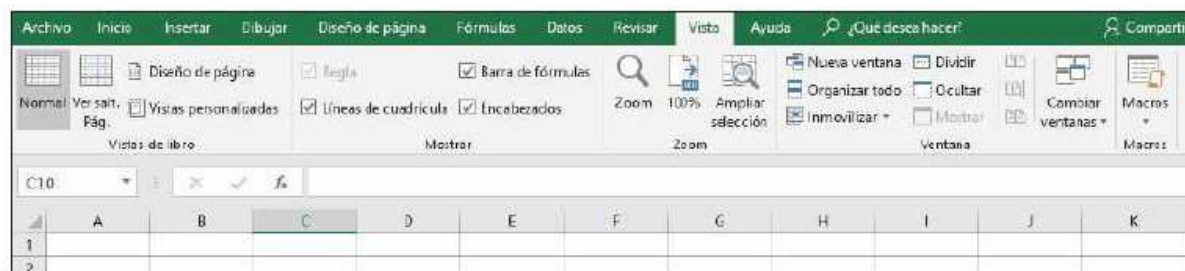 Archivo Inicio Insertar Dibujar Diseño de página Fórmulas Datos Revisar Vista Ayuda ¿Qué desea hacer? Comparti
Normal
Ver salt. Pág.
Diseño de página
Vistas personalizadas
Vistas de libro
Regla
Barra de fórmulas
Líneas de cuadrícula
Encabezados
Mostrar
Zoom
100%
Ampliar selección
Zoom
Nueva ventana
Organizar todo
Inmovilizar
Dividir
Ocultar
Mostrar
Cambiar ventanas
Ventana
Macros
Macros
C10 fx
A B C D E F G H I J K
1
2